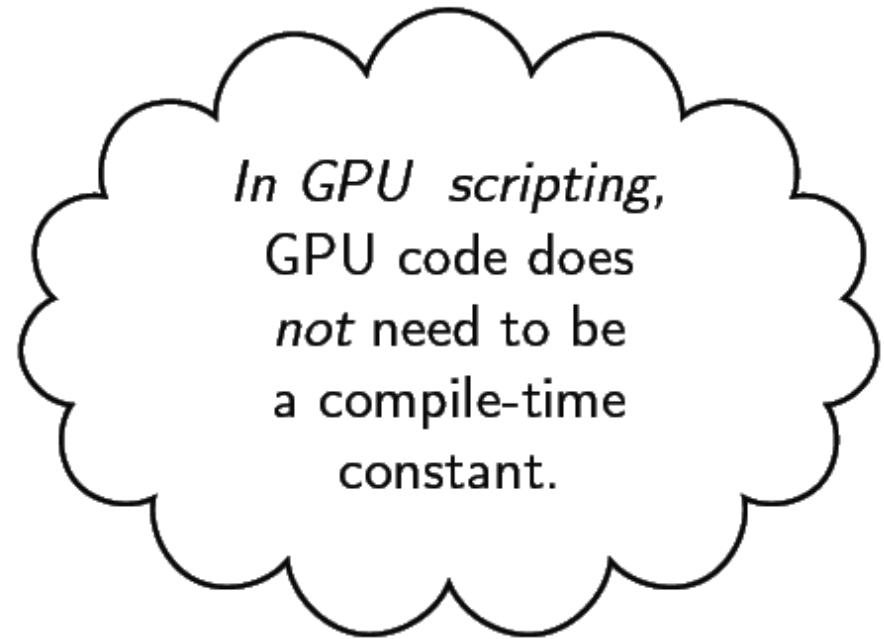 In GPU scripting,
GPU code does
not need to be
a compile-time
constant.